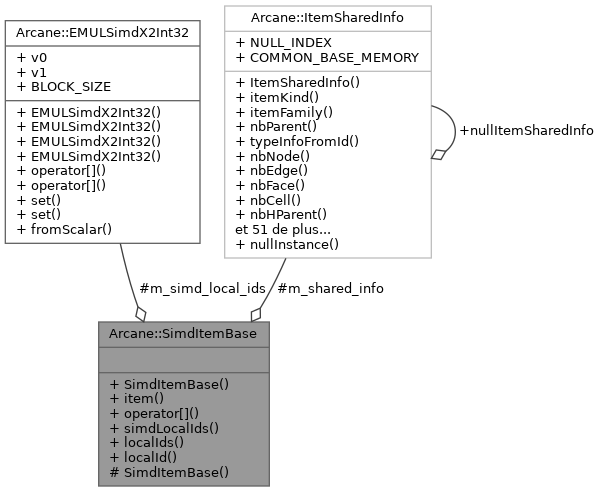 Arcane::EMULSimdX2Int32
+ v0
+ v1
+ BLOCK_SIZE
+ EMULSimdX2Int32()
+ EMULSimdX2Int32()
+ EMULSimdX2Int32()
+ EMULSimdX2Int32()
+ operator[]()
+ operator[]()
+ set()
+ set()
+ fromScalar()
Arcane::ItemSharedInfo
+ NULL_INDEX
+ COMMON_BASE_MEMORY
+ ItemSharedInfo()
+ itemKind()
+ itemFamily()
+ nbParent()
+ typeInfoFromId()
+ nbNode()
+ nbEdge()
+ nbFace()
+ nbCell()
+ nbHParent()
et 51 de plus...
+ nullInstance()
+nullItemSharedInfo
#m_simd_local_ids
#m_shared_info
Arcane::SimdItemBase
+ SimdItemBase()
+ item()
+ operator[]()
+ simdLocalIds()
+ localIds()
+ localId()
# SimdItemBase()